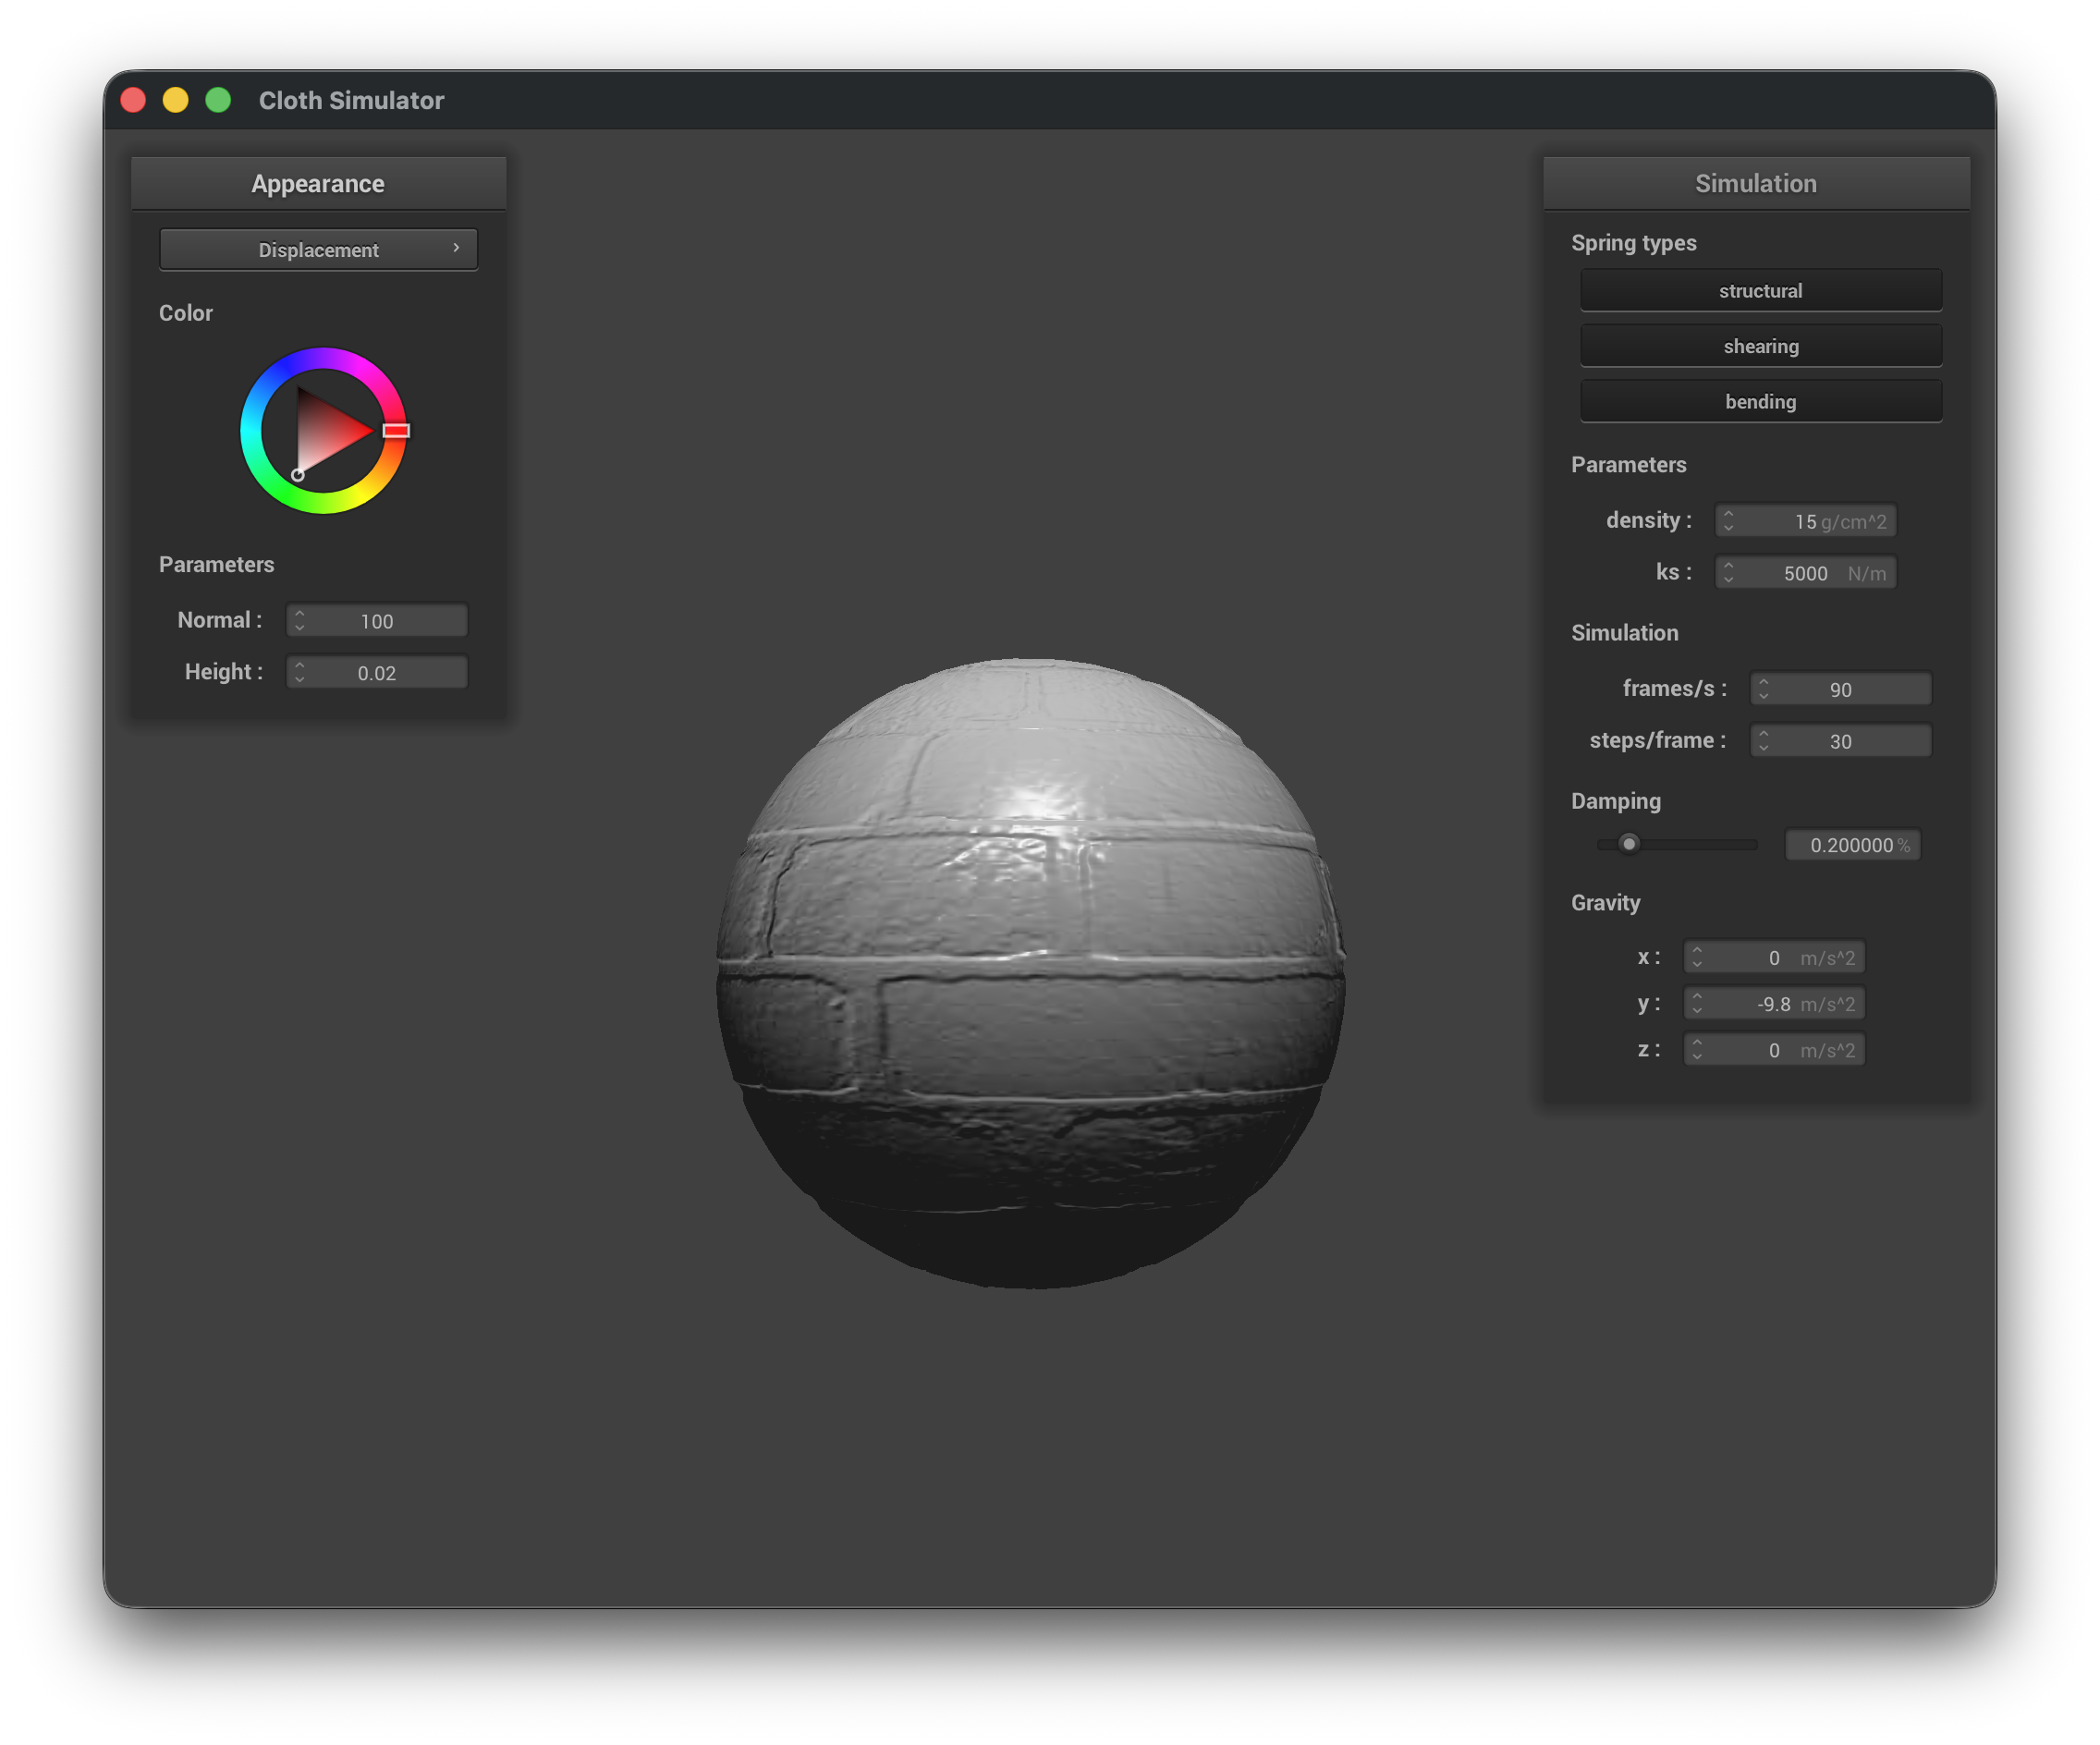 Cloth Simulator
Appearance
Displacement
Color
Parameters
Normal : 100
Height : 0.02
Simulation
Spring types
structural
shearing
bending
Parameters
density : 15 g/cm^2
ks : 5000 N/m
Simulation
frames/s : 90
steps/frame : 30
Damping
0.200000 %
Gravity
x : 0 m/s^2
y : -9.8 m/s^2
z : 0 m/s^2